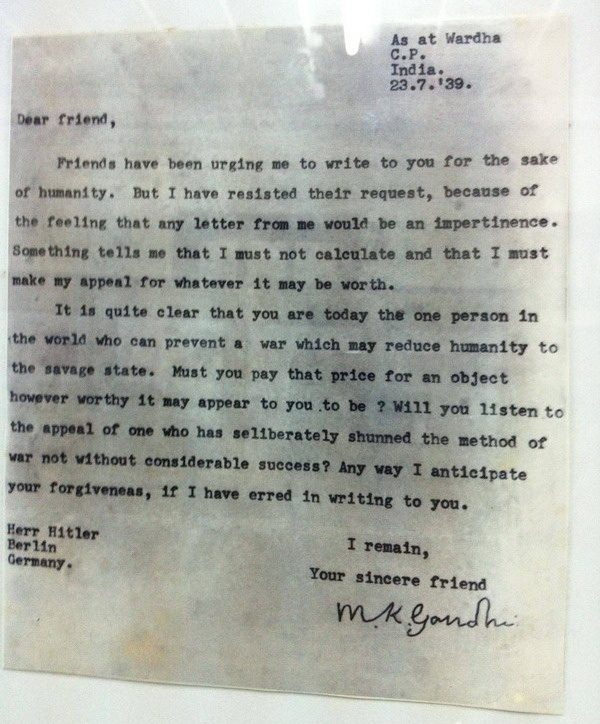 As at Wardha
C.P.
India.
23.7.'39.
Dear friend,
Friends have been urging me to write to you for the sake
of humanity. But I have resisted their request, because of
the feeling that any letter from me would be an impertinence.
Something tells me that I must not calculate and that I must
make my appeal for whatever it may be worth.
It is quite clear that you are today the one person in
the world who can prevent a war which may reduce humanity to
the savage state. Must you pay that price for an object
however worthy it may appear to you to be ? Will you listen to
the appeal of one who has seliberately shunned the method of
war not without considerable success? Any way I anticipate
your forgiveneas, if I have erred in writing to you.
Herr Hitler
Berlin
Germany.
I remain,
Your sincere friend
M.K.Gandhi